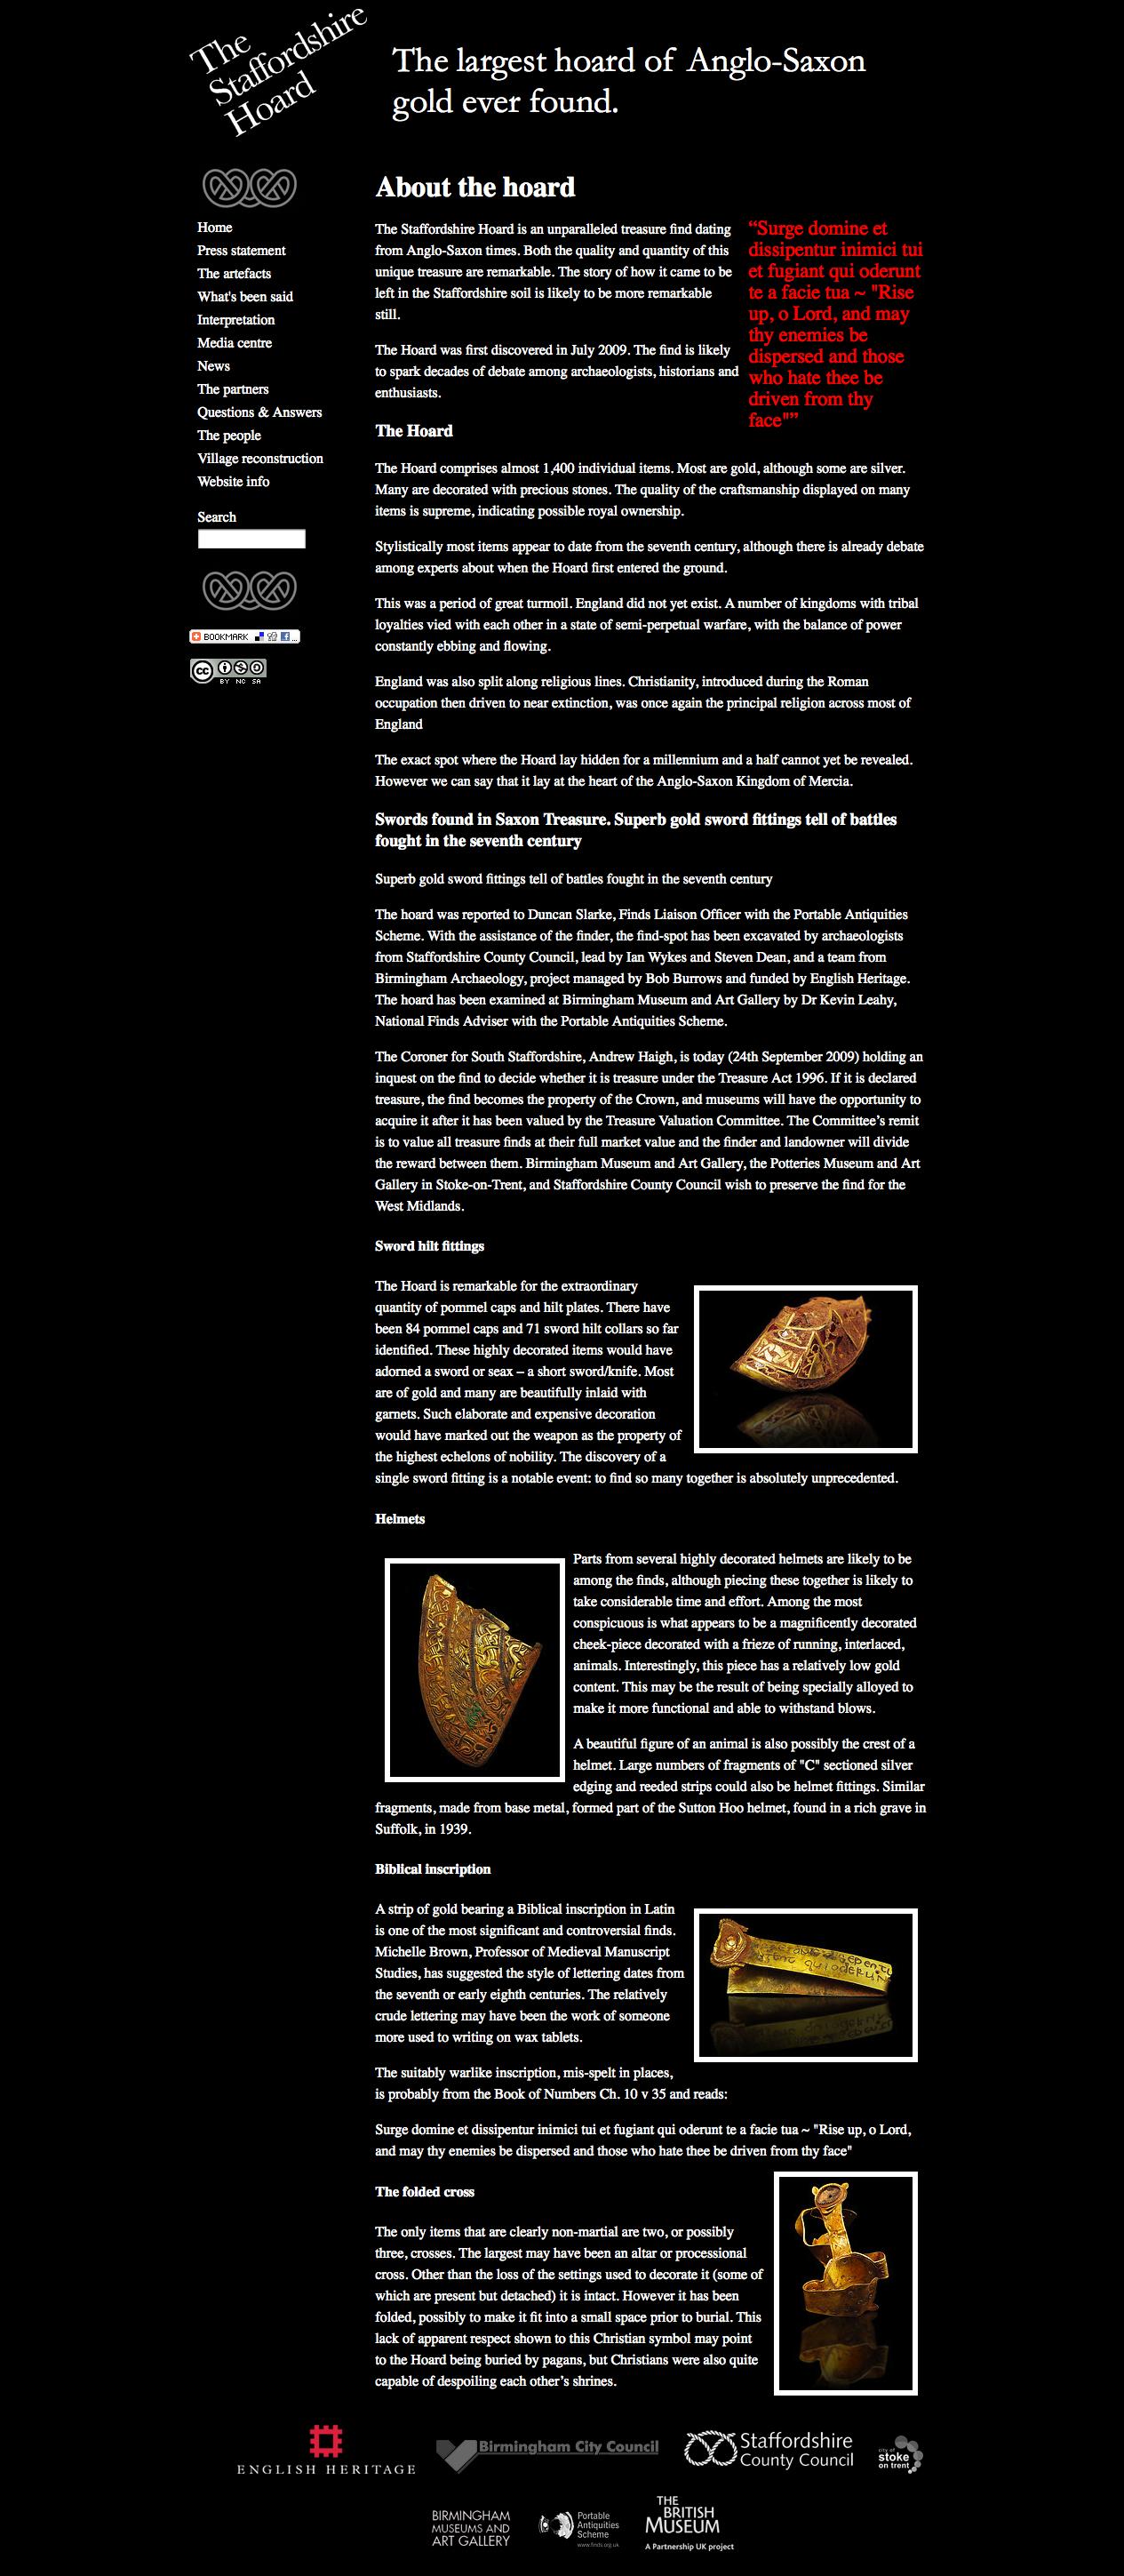 The
Staffordshire
Hoard
The largest hoard of Anglo-Saxon
gold ever found.
Home
Press statement
The artefacts
What's been said
Interpretation
Media centre
News
The partners
Questions & Answers
The people
Village reconstruction
Website info
Search
BOOKMARK
cc
BY NC SA
About the hoard
The Staffordshire Hoard is an unparalleled treasure find dating
from Anglo-Saxon times. Both the quality and quantity of this
unique treasure are remarkable. The story of how it came to be
left in the Staffordshire soil is likely to be more remarkable
still.
The Hoard was first discovered in July 2009. The find is likely
to spark decades of debate among archaeologists, historians and
enthusiasts.
“Surge domine et
dissipentur inimici tui
et fugiant qui oderunt
te a facie tua ~ "Rise
up, o Lord, and may
thy enemies be
dispersed and those
who hate thee be
driven from thy
face"”
The Hoard
The Hoard comprises almost 1,400 individual items. Most are gold, although some are silver.
Many are decorated with precious stones. The quality of the craftsmanship displayed on many
items is supreme, indicating possible royal ownership.
Stylistically most items appear to date from the seventh century, although there is already debate
among experts about when the Hoard first entered the ground.
This was a period of great turmoil. England did not yet exist. A number of kingdoms with tribal
loyalties vied with each other in a state of semi-perpetual warfare, with the balance of power
constantly ebbing and flowing.
England was also split along religious lines. Christianity, introduced during the Roman
occupation then driven to near extinction, was once again the principal religion across most of
England
The exact spot where the Hoard lay hidden for a millennium and a half cannot yet be revealed.
However we can say that it lay at the heart of the Anglo-Saxon Kingdom of Mercia.
Swords found in Saxon Treasure. Superb gold sword fittings tell of battles
fought in the seventh century
Superb gold sword fittings tell of battles fought in the seventh century
The hoard was reported to Duncan Slarke, Finds Liaison Officer with the Portable Antiquities
Scheme. With the assistance of the finder, the find-spot has been excavated by archaeologists
from Staffordshire County Council, lead by Ian Wykes and Steven Dean, and a team from
Birmingham Archaeology, project managed by Bob Burrows and funded by English Heritage.
The hoard has been examined at Birmingham Museum and Art Gallery by Dr Kevin Leahy,
National Finds Adviser with the Portable Antiquities Scheme.
The Coroner for South Staffordshire, Andrew Haigh, is today (24th September 2009) holding an
inquest on the find to decide whether it is treasure under the Treasure Act 1996. If it is declared
treasure, the find becomes the property of the Crown, and museums will have the opportunity to
acquire it after it has been valued by the Treasure Valuation Committee. The Committee’s remit
is to value all treasure finds at their full market value and the finder and landowner will divide
the reward between them. Birmingham Museum and Art Gallery, the Potteries Museum and Art
Gallery in Stoke-on-Trent, and Staffordshire County Council wish to preserve the find for the
West Midlands.
Sword hilt fittings
The Hoard is remarkable for the extraordinary
quantity of pommel caps and hilt plates. There have
been 84 pommel caps and 71 sword hilt collars so far
identified. These highly decorated items would have
adorned a sword or seax – a short sword/knife. Most
are of gold and many are beautifully inlaid with
garnets. Such elaborate and expensive decoration
would have marked out the weapon as the property of
the highest echelons of nobility. The discovery of a
single sword fitting is a notable event: to find so many together is absolutely unprecedented.
Helmets
Parts from several highly decorated helmets are likely to be
among the finds, although piecing these together is likely to
take considerable time and effort. Among the most
conspicuous is what appears to be a magnificently decorated
cheek-piece decorated with a frieze of running, interlaced,
animals. Interestingly, this piece has a relatively low gold
content. This may be the result of being specially alloyed to
make it more functional and able to withstand blows.
A beautiful figure of an animal is also possibly the crest of a
helmet. Large numbers of fragments of "C" sectioned silver
edging and reeded strips could also be helmet fittings. Similar
fragments, made from base metal, formed part of the Sutton Hoo helmet, found in a rich grave in
Suffolk, in 1939.
Biblical inscription
A strip of gold bearing a Biblical inscription in Latin
is one of the most significant and controversial finds.
Michelle Brown, Professor of Medieval Manuscript
Studies, has suggested the style of lettering dates from
the seventh or early eighth centuries. The relatively
crude lettering may have been the work of someone
more used to writing on wax tablets.
The suitably warlike inscription, mis-spelt in places,
is probably from the Book of Numbers Ch. 10 v 35 and reads:
Surge domine et dissipentur inimici tui et fugiant qui oderunt te a facie tua ~ "Rise up, o Lord,
and may thy enemies be dispersed and those who hate thee be driven from thy face"
The folded cross
The only items that are clearly non-martial are two, or possibly
three, crosses. The largest may have been an altar or processional
cross. Other than the loss of the settings used to decorate it (some of
which are present but detached) it is intact. However it has been
folded, possibly to make it fit into a small space prior to burial. This
lack of apparent respect shown to this Christian symbol may point
to the Hoard being buried by pagans, but Christians were also quite
capable of despoiling each other’s shrines.
ENGLISH HERITAGE
Birmingham City Council
Staffordshire
County Council
city of
stoke
on trent
BIRMINGHAM
MUSEUMS AND
ART GALLERY
Portable
Antiquities
Scheme
www.finds.org.uk
THE
BRITISH
MUSEUM
A Partnership UK project